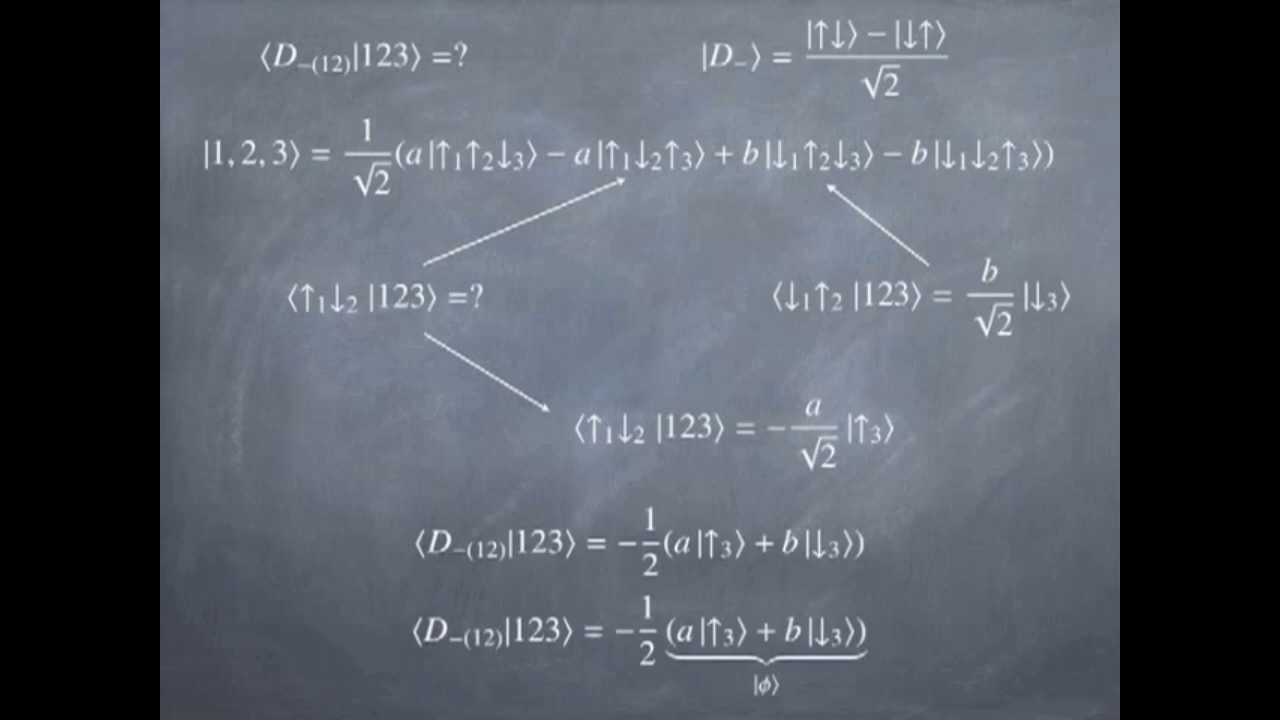 ⟨D₋₍₁₂₎|123⟩ =? |D₋⟩ = (|↑↓⟩ − |↓↑⟩)/√2
|1, 2, 3⟩ = 1/√2 (a|↑₁↑₂↓₃⟩ − a|↑₁↓₂↑₃⟩ + b|↓₁↑₂↓₃⟩ − b|↓₁↓₂↑₃⟩)
⟨↑₁↓₂ |123⟩ =? ⟨↓₁↑₂ |123⟩ = b/√2 |↓₃⟩
⟨↑₁↓₂ |123⟩ = −a/√2 |↑₃⟩
⟨D₋₍₁₂₎|123⟩ = −1/2 (a|↑₃⟩ + b|↓₃⟩)
⟨D₋₍₁₂₎|123⟩ = −1/2 (a|↑₃⟩ + b|↓₃⟩)
|ϕ⟩